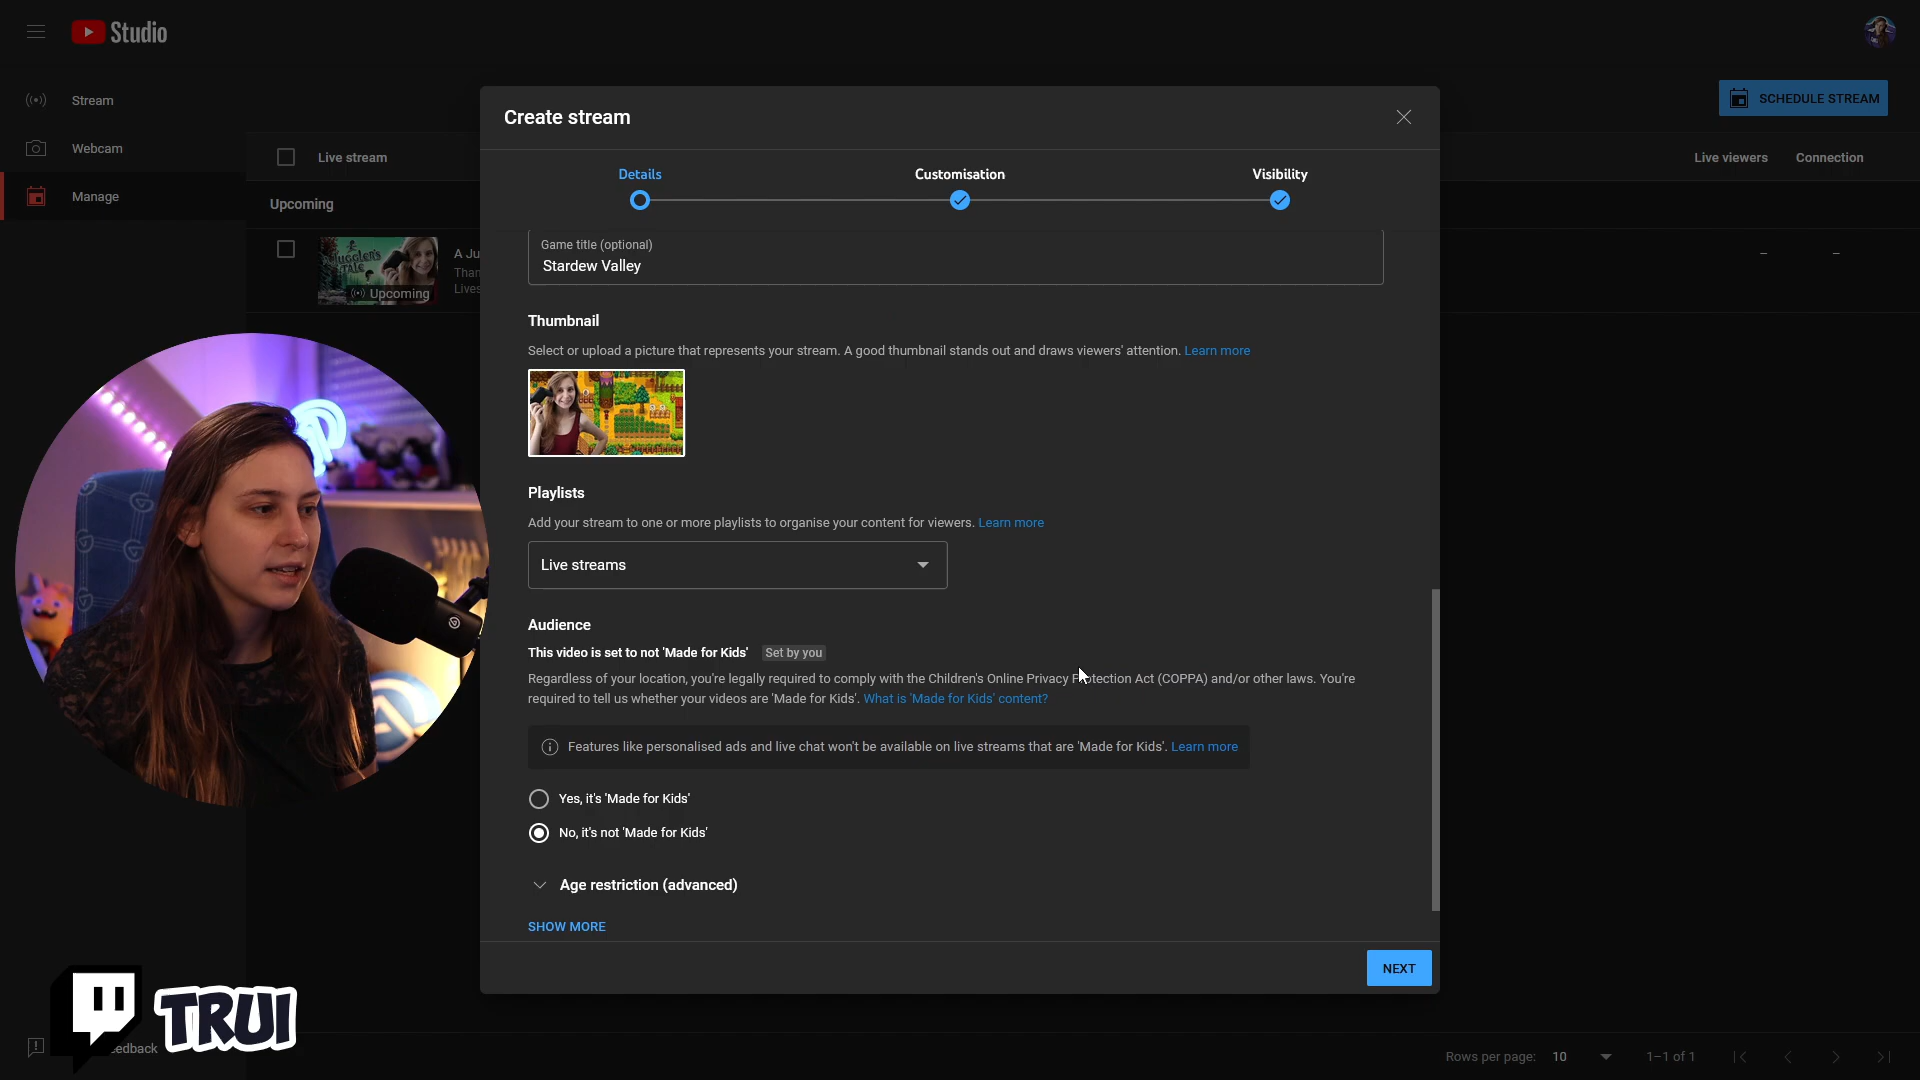 Studio
Stream
Webcam
Manage
SCHEDULE STREAM
Live stream
Live viewers
Connection
Upcoming
A Ju
Than
Lives
JUGGLER'S
TALE
Upcoming
–
–
Create stream
Details
Customisation
Visibility
Game title (optional)
Stardew Valley
Thumbnail
Select or upload a picture that represents your stream. A good thumbnail stands out and draws viewers' attention. Learn more
Playlists
Add your stream to one or more playlists to organise your content for viewers. Learn more
Live streams
Audience
This video is set to not 'Made for Kids' Set by you
Regardless of your location, you're legally required to comply with the Children's Online Privacy Protection Act (COPPA) and/or other laws. You're
required to tell us whether your videos are 'Made for Kids'. What is 'Made for Kids' content?
Features like personalised ads and live chat won't be available on live streams that are 'Made for Kids'. Learn more
Yes, it's 'Made for Kids'
No, it's not 'Made for Kids'
Age restriction (advanced)
SHOW MORE
NEXT
TRUI
edback
Rows per page: 10
1–1 of 1